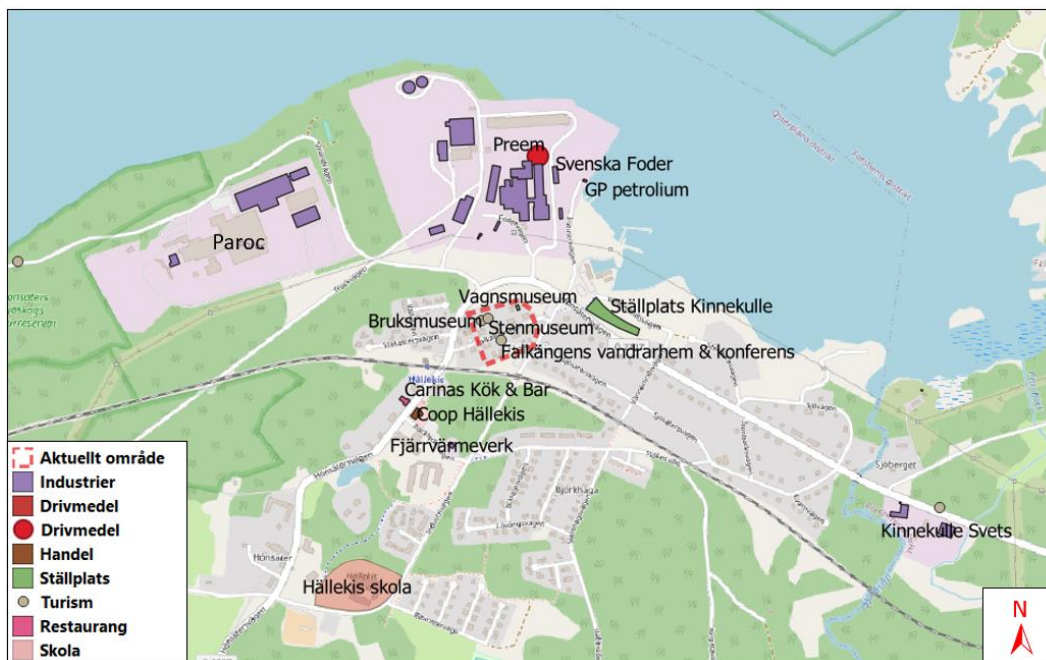 Preem
Svenska Foder
GP petrolium
Paroc
Vagnsmuseum
Ställplats Kinnekulle
Bruksmuseum
Stenmuseum
Falkängens vandrarhem & konferens
Hällekis
Carinas Kök & Bar
Coop Hällekis
Fjärrvärmeverk
Björkhaga
Sjöberget
Kinnekulle Svets
Hönsäter
Hällekis skola
Aktuellt område
Industrier
Drivmedel
Drivmedel
Handel
Ställplats
Turism
Restaurang
Skola
N